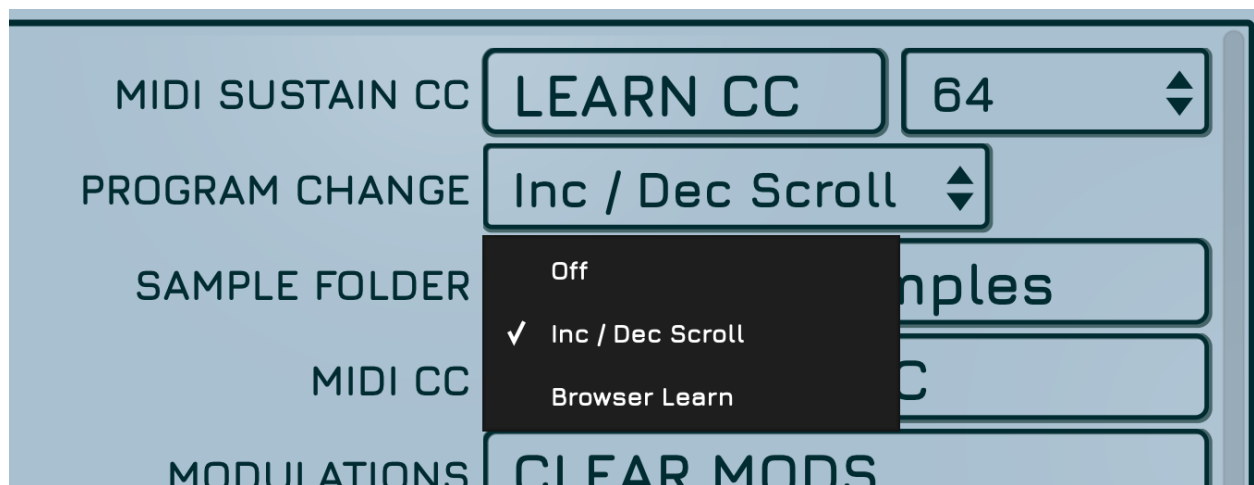 MIDI SUSTAIN CC LEARN CC 64
PROGRAM CHANGE Inc / Dec Scroll
Off
SAMPLE FOLDER
Inc / Dec Scroll
MIDI CC
Browser Learn
MODULATIONS CLEAR MODS